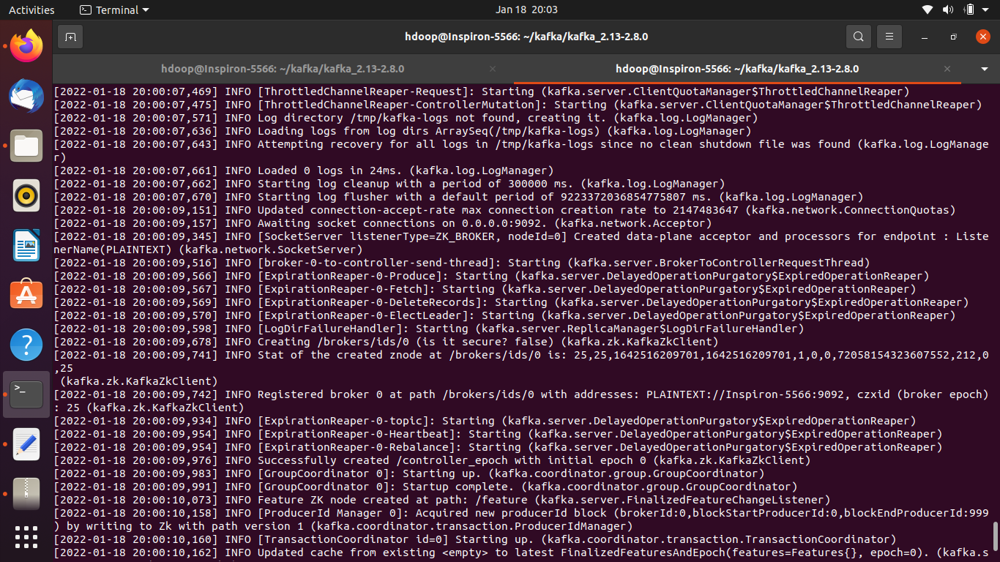 Activities
Terminal
Jan 18 20:03
hdoop@Inspiron-5566: ~/kafka/kafka_2.13-2.8.0
hdoop@Inspiron-5566: ~/kafka/kafka_2.13-2.8.0
hdoop@Inspiron-5566: ~/kafka/kafka_2.13-2.8.0
[2022-01-18 20:00:07,469] INFO [ThrottledChannelReaper-Request]: Starting (kafka.server.ClientQuotaManager$ThrottledChannelReaper)
[2022-01-18 20:00:07,475] INFO [ThrottledChannelReaper-ControllerMutation]: Starting (kafka.server.ClientQuotaManager$ThrottledChannelReaper)
[2022-01-18 20:00:07,571] INFO Log directory /tmp/kafka-logs not found, creating it. (kafka.log.LogManager)
[2022-01-18 20:00:07,636] INFO Loading logs from log dirs ArraySeq(/tmp/kafka-logs) (kafka.log.LogManager)
[2022-01-18 20:00:07,643] INFO Attempting recovery for all logs in /tmp/kafka-logs since no clean shutdown file was found (kafka.log.LogManage
r)
[2022-01-18 20:00:07,661] INFO Loaded 0 logs in 24ms. (kafka.log.LogManager)
[2022-01-18 20:00:07,662] INFO Starting log cleanup with a period of 300000 ms. (kafka.log.LogManager)
[2022-01-18 20:00:07,670] INFO Starting log flusher with a default period of 9223372036854775807 ms. (kafka.log.LogManager)
[2022-01-18 20:00:09,151] INFO Updated connection-accept-rate max connection creation rate to 2147483647 (kafka.network.ConnectionQuotas)
[2022-01-18 20:00:09,157] INFO Awaiting socket connections on 0.0.0.0:9092. (kafka.network.Acceptor)
[2022-01-18 20:00:09,345] INFO [SocketServer listenerType=ZK_BROKER, nodeId=0] Created data-plane acceptor and processors for endpoint : Liste
nerName(PLAINTEXT) (kafka.network.SocketServer)
[2022-01-18 20:00:09,516] INFO [broker-0-to-controller-send-thread]: Starting (kafka.server.BrokerToControllerRequestThread)
[2022-01-18 20:00:09,566] INFO [ExpirationReaper-0-Produce]: Starting (kafka.server.DelayedOperationPurgatory$ExpiredOperationReaper)
[2022-01-18 20:00:09,567] INFO [ExpirationReaper-0-Fetch]: Starting (kafka.server.DelayedOperationPurgatory$ExpiredOperationReaper)
[2022-01-18 20:00:09,569] INFO [ExpirationReaper-0-DeleteRecords]: Starting (kafka.server.DelayedOperationPurgatory$ExpiredOperationReaper)
[2022-01-18 20:00:09,570] INFO [ExpirationReaper-0-ElectLeader]: Starting (kafka.server.DelayedOperationPurgatory$ExpiredOperationReaper)
[2022-01-18 20:00:09,598] INFO [LogDirFailureHandler]: Starting (kafka.server.ReplicaManager$LogDirFailureHandler)
[2022-01-18 20:00:09,678] INFO Creating /brokers/ids/0 (is it secure? false) (kafka.zk.KafkaZkClient)
[2022-01-18 20:00:09,741] INFO Stat of the created znode at /brokers/ids/0 is: 25,25,1642516209701,1642516209701,1,0,0,72058154323607552,212,0
,25
(kafka.zk.KafkaZkClient)
[2022-01-18 20:00:09,742] INFO Registered broker 0 at path /brokers/ids/0 with addresses: PLAINTEXT://Inspiron-5566:9092, czxid (broker epoch)
: 25 (kafka.zk.KafkaZkClient)
[2022-01-18 20:00:09,934] INFO [ExpirationReaper-0-topic]: Starting (kafka.server.DelayedOperationPurgatory$ExpiredOperationReaper)
[2022-01-18 20:00:09,954] INFO [ExpirationReaper-0-Heartbeat]: Starting (kafka.server.DelayedOperationPurgatory$ExpiredOperationReaper)
[2022-01-18 20:00:09,954] INFO [ExpirationReaper-0-Rebalance]: Starting (kafka.server.DelayedOperationPurgatory$ExpiredOperationReaper)
[2022-01-18 20:00:09,976] INFO Successfully created /controller_epoch with initial epoch 0 (kafka.zk.KafkaZkClient)
[2022-01-18 20:00:09,983] INFO [GroupCoordinator 0]: Starting up. (kafka.coordinator.group.GroupCoordinator)
[2022-01-18 20:00:09,991] INFO [GroupCoordinator 0]: Startup complete. (kafka.coordinator.group.GroupCoordinator)
[2022-01-18 20:00:10,073] INFO Feature ZK node created at path: /feature (kafka.server.FinalizedFeatureChangeListener)
[2022-01-18 20:00:10,158] INFO [ProducerId Manager 0]: Acquired new producerId block (brokerId:0,blockStartProducerId:0,blockEndProducerId:999
) by writing to Zk with path version 1 (kafka.coordinator.transaction.ProducerIdManager)
[2022-01-18 20:00:10,160] INFO [TransactionCoordinator id=0] Starting up. (kafka.coordinator.transaction.TransactionCoordinator)
[2022-01-18 20:00:10,162] INFO Updated cache from existing <empty> to latest FinalizedFeaturesAndEpoch(features=Features{}, epoch=0). (kafka.s